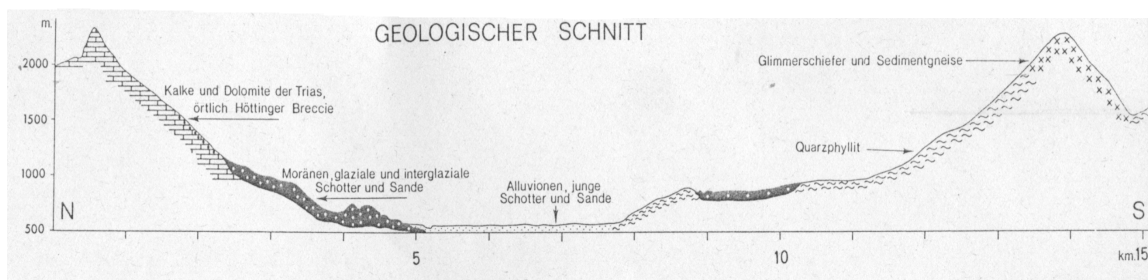 GEOLOGISCHER SCHNITT
m.
2000
1500
1000
500
N
S
Kalke und Dolomite der Trias,
örtlich Höttinger Breccie
Moränen, glaziale und interglaziale
Schotter und Sande
Alluvionen, junge
Schotter und Sande
Glimmerschiefer und Sedimentgneise
Quarzphyllit
5
10
km.15